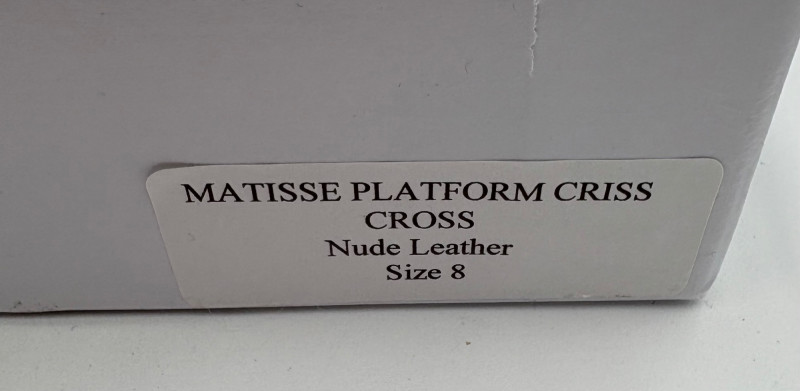 MATISSE PLATFORM CRISS
CROSS
Nude Leather
Size 8